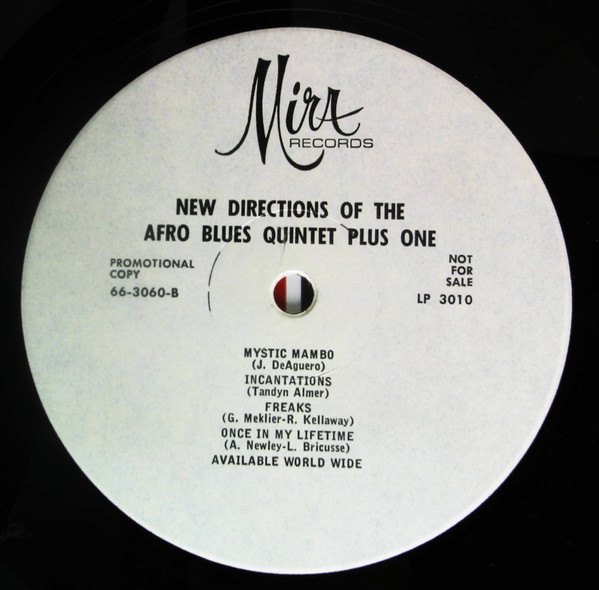 Mira
RECORDS
NEW DIRECTIONS OF THE
AFRO BLUES QUINTET PLUS ONE
PROMOTIONAL
COPY
66-3060-B
NOT
FOR
SALE
LP 3010
MYSTIC MAMBO
(J. DeAguero)
INCANTATIONS
(Tandyn Almer)
FREAKS
(G. Meklier-R. Kellaway)
ONCE IN MY LIFETIME
(A. Newley-L. Bricusse)
AVAILABLE WORLD WIDE